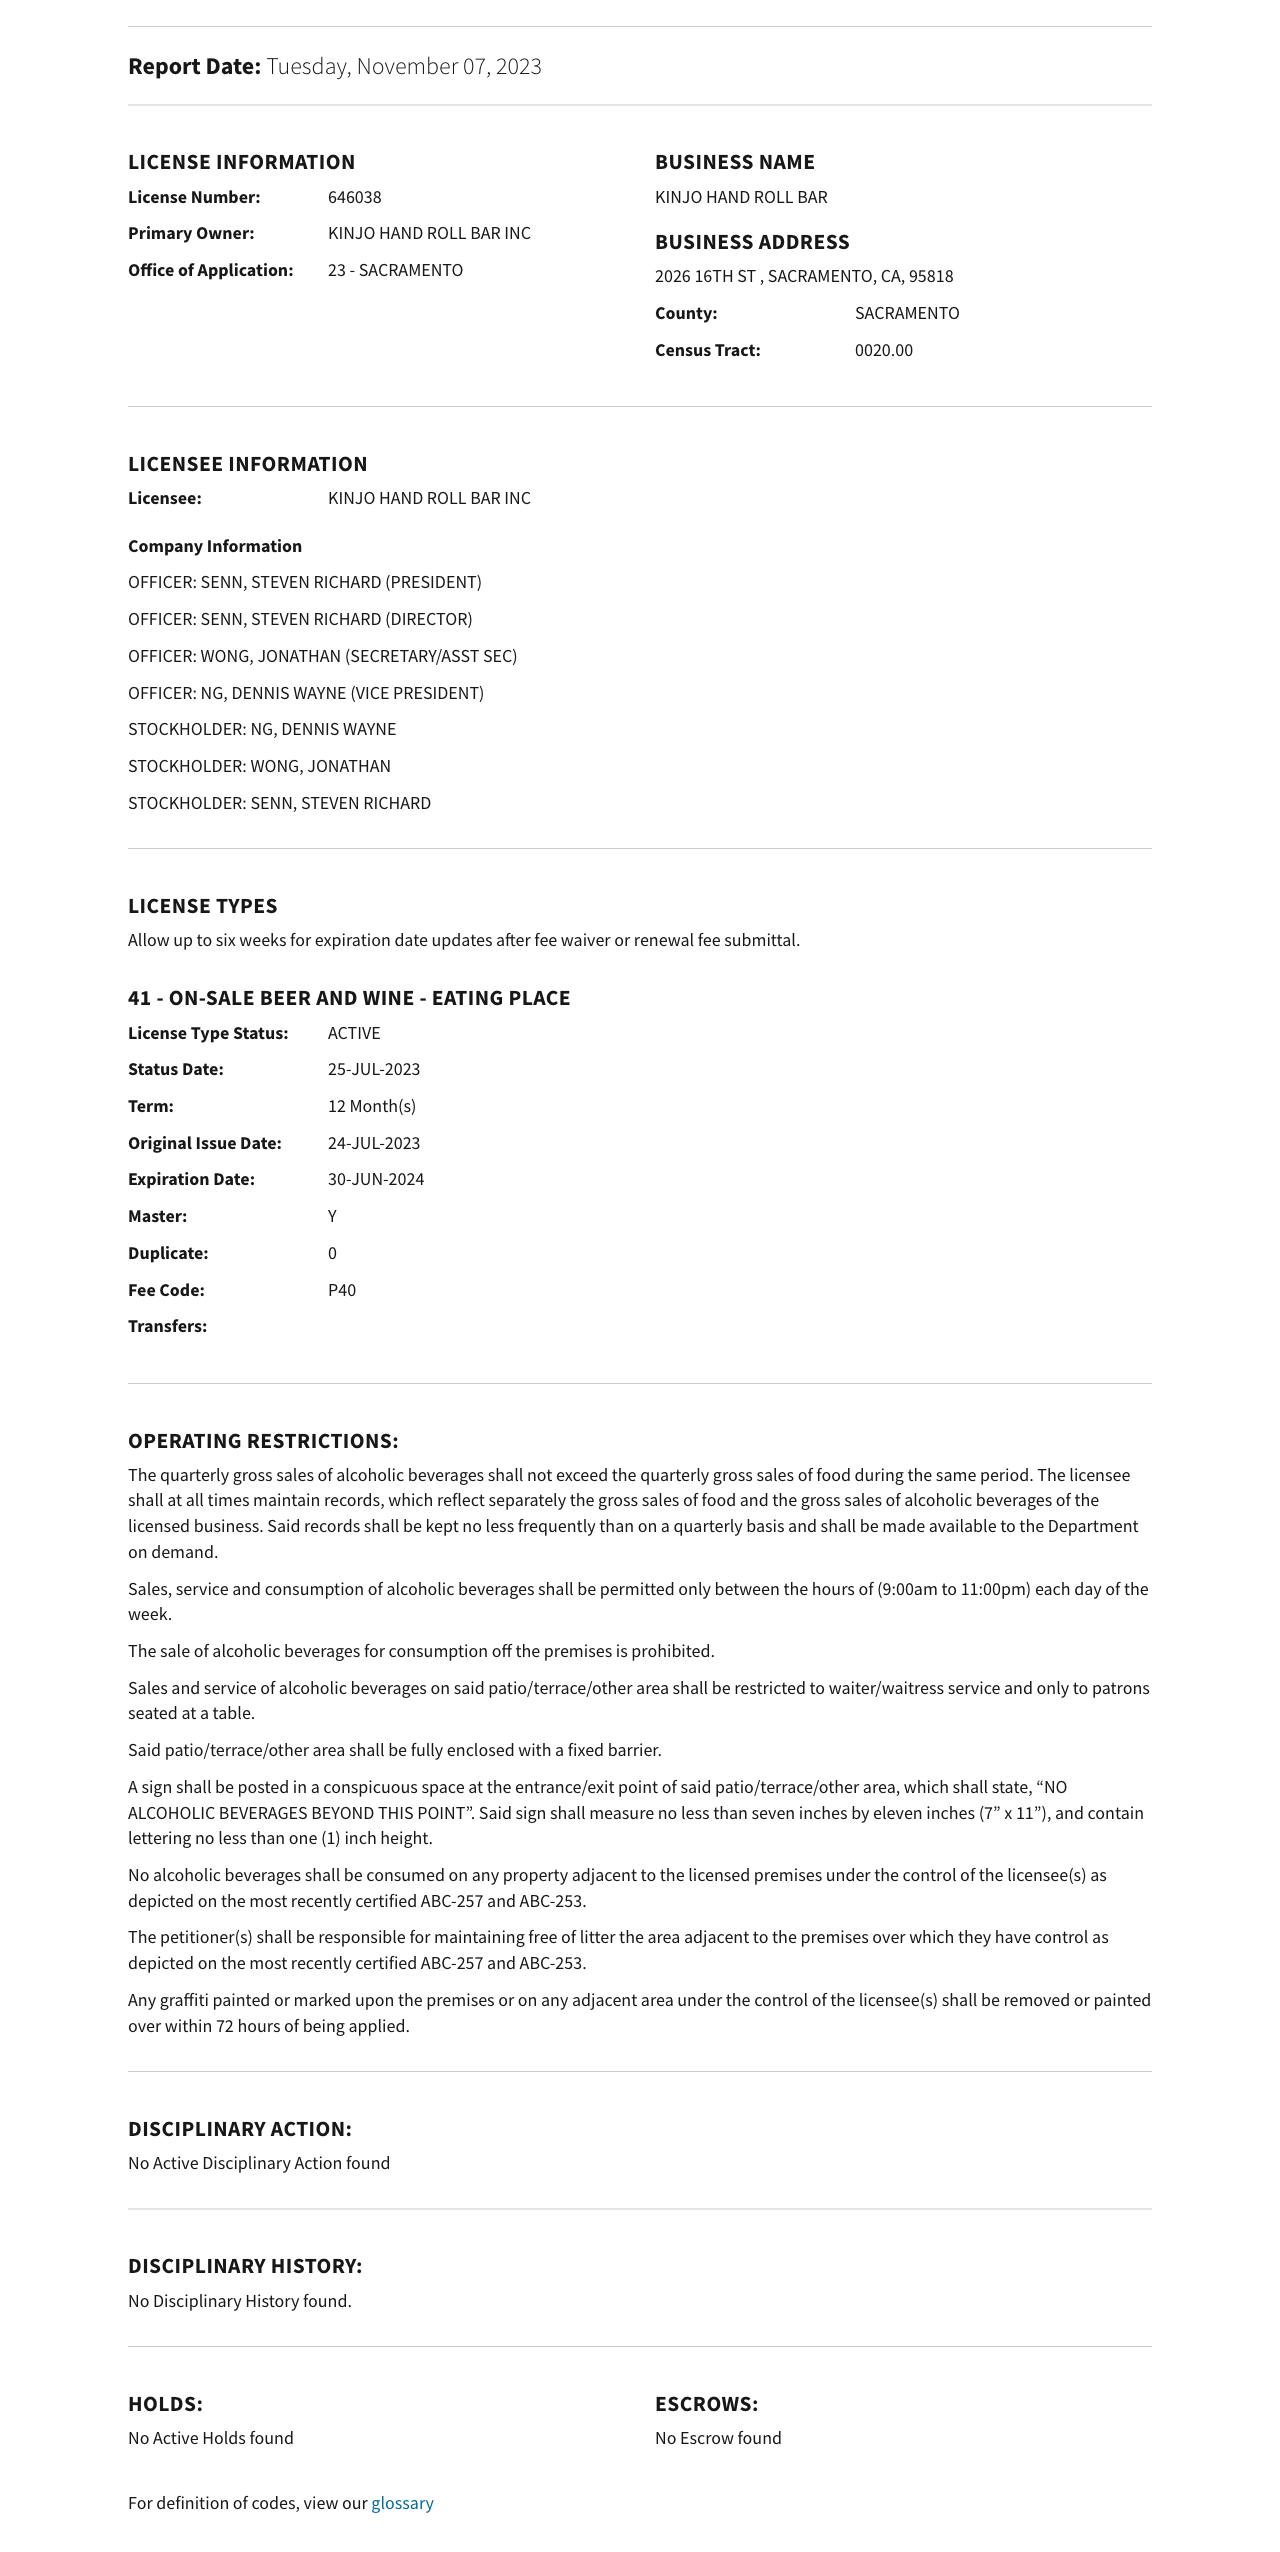 Report Date: Tuesday, November 07, 2023
LICENSE INFORMATION
License Number: 646038
Primary Owner: KINJO HAND ROLL BAR INC
Office of Application: 23 - SACRAMENTO
BUSINESS NAME
KINJO HAND ROLL BAR
BUSINESS ADDRESS
2026 16TH ST , SACRAMENTO, CA, 95818
County: SACRAMENTO
Census Tract: 0020.00
LICENSEE INFORMATION
Licensee: KINJO HAND ROLL BAR INC
Company Information
OFFICER: SENN, STEVEN RICHARD (PRESIDENT)
OFFICER: SENN, STEVEN RICHARD (DIRECTOR)
OFFICER: WONG, JONATHAN (SECRETARY/ASST SEC)
OFFICER: NG, DENNIS WAYNE (VICE PRESIDENT)
STOCKHOLDER: NG, DENNIS WAYNE
STOCKHOLDER: WONG, JONATHAN
STOCKHOLDER: SENN, STEVEN RICHARD
LICENSE TYPES
Allow up to six weeks for expiration date updates after fee waiver or renewal fee submittal.
41 - ON-SALE BEER AND WINE - EATING PLACE
License Type Status: ACTIVE
Status Date: 25-JUL-2023
Term: 12 Month(s)
Original Issue Date: 24-JUL-2023
Expiration Date: 30-JUN-2024
Master: Y
Duplicate: 0
Fee Code: P40
Transfers:
OPERATING RESTRICTIONS:
The quarterly gross sales of alcoholic beverages shall not exceed the quarterly gross sales of food during the same period. The licensee
shall at all times maintain records, which reflect separately the gross sales of food and the gross sales of alcoholic beverages of the
licensed business. Said records shall be kept no less frequently than on a quarterly basis and shall be made available to the Department
on demand.
Sales, service and consumption of alcoholic beverages shall be permitted only between the hours of (9:00am to 11:00pm) each day of the
week.
The sale of alcoholic beverages for consumption off the premises is prohibited.
Sales and service of alcoholic beverages on said patio/terrace/other area shall be restricted to waiter/waitress service and only to patrons
seated at a table.
Said patio/terrace/other area shall be fully enclosed with a fixed barrier.
A sign shall be posted in a conspicuous space at the entrance/exit point of said patio/terrace/other area, which shall state, “NO
ALCOHOLIC BEVERAGES BEYOND THIS POINT”. Said sign shall measure no less than seven inches by eleven inches (7” x 11”), and contain
lettering no less than one (1) inch height.
No alcoholic beverages shall be consumed on any property adjacent to the licensed premises under the control of the licensee(s) as
depicted on the most recently certified ABC-257 and ABC-253.
The petitioner(s) shall be responsible for maintaining free of litter the area adjacent to the premises over which they have control as
depicted on the most recently certified ABC-257 and ABC-253.
Any graffiti painted or marked upon the premises or on any adjacent area under the control of the licensee(s) shall be removed or painted
over within 72 hours of being applied.
DISCIPLINARY ACTION:
No Active Disciplinary Action found
DISCIPLINARY HISTORY:
No Disciplinary History found.
HOLDS:
No Active Holds found
ESCROWS:
No Escrow found
For definition of codes, view our glossary